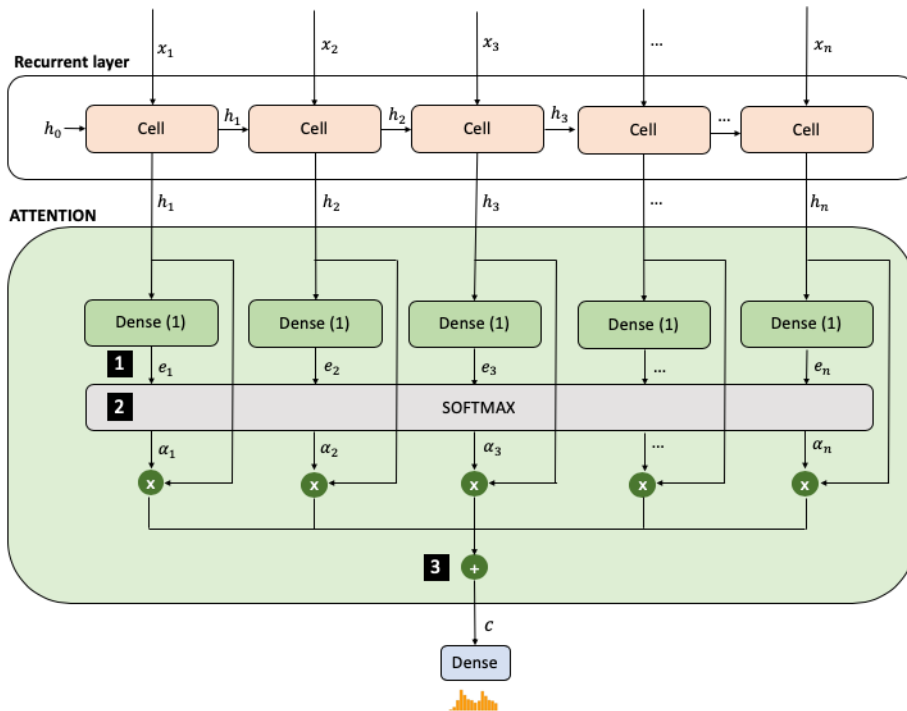 x₁ x₂ x₃ ... xₙ
Recurrent layer
h₀ Cell h₁ Cell h₂ Cell h₃ Cell ... Cell
h₁ h₂ h₃ ... hₙ
ATTENTION
Dense (1) Dense (1) Dense (1) Dense (1) Dense (1)
1 e₁ e₂ e₃ ... eₙ
2 SOFTMAX
α₁ α₂ α₃ ... αₙ
x x x x x
3 +
c
Dense